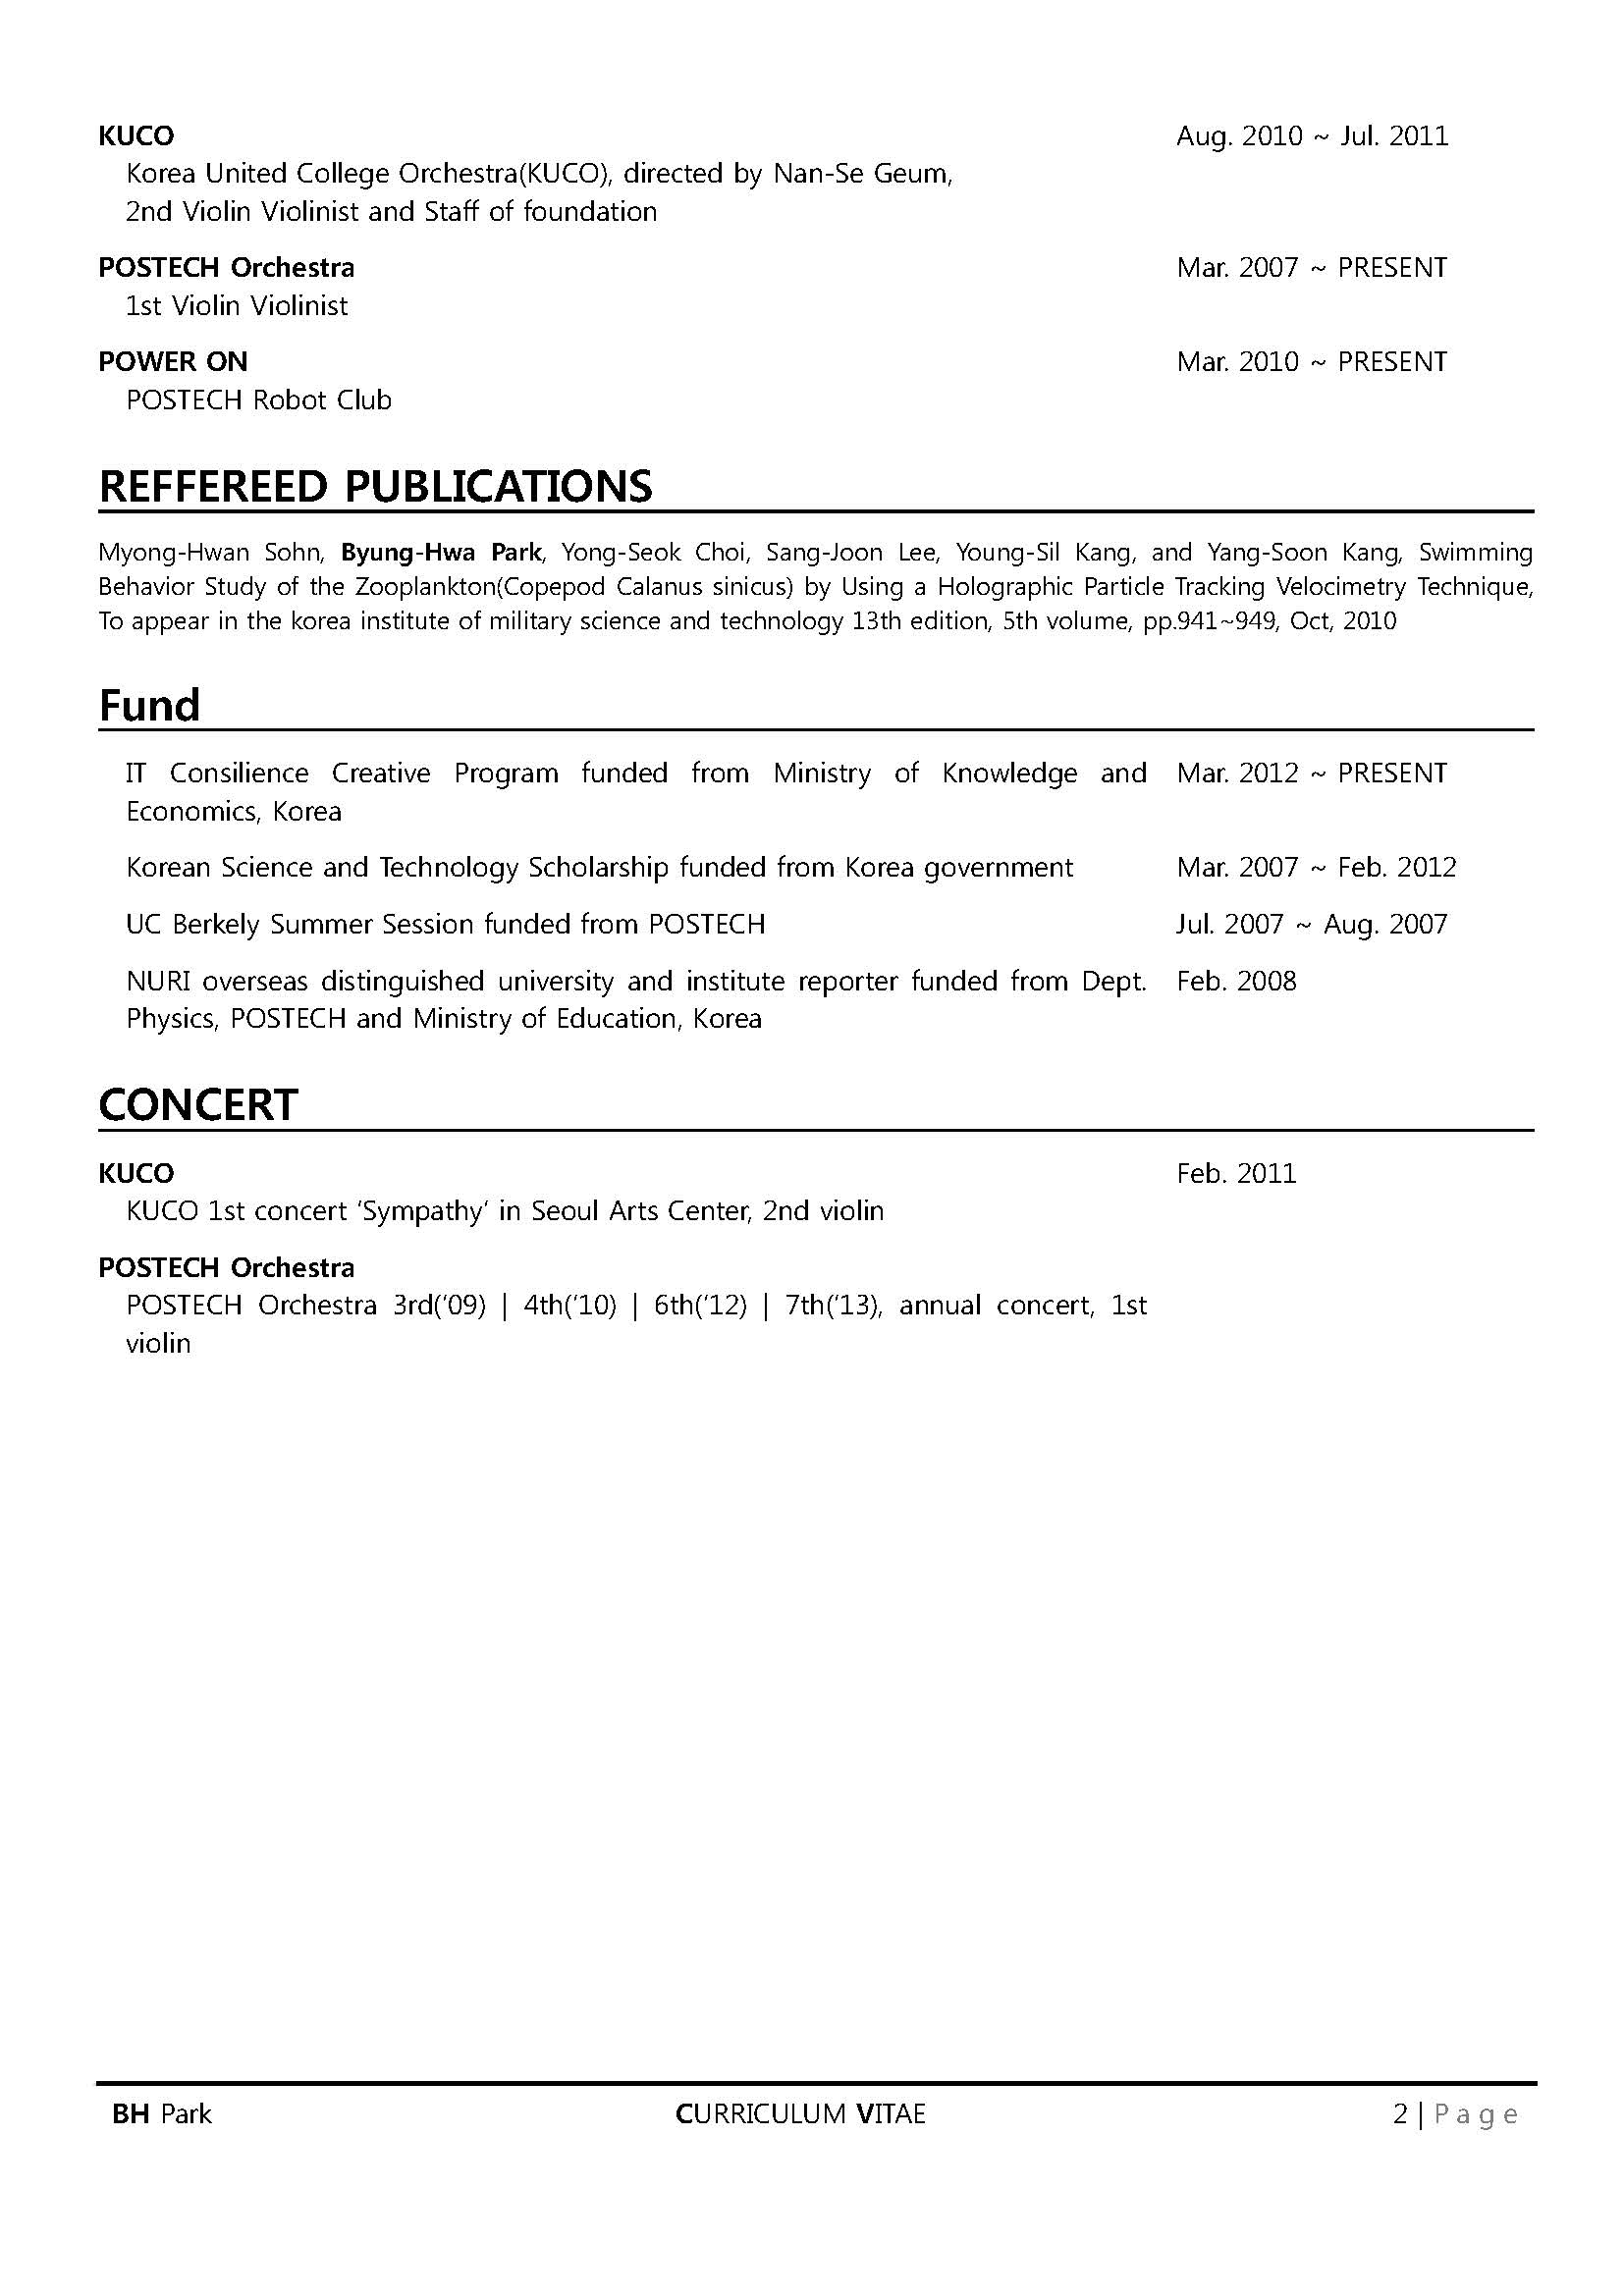 KUCO Aug. 2010 ~ Jul. 2011
Korea United College Orchestra(KUCO), directed by Nan-Se Geum,
2nd Violin Violinist and Staff of foundation
POSTECH Orchestra Mar. 2007 ~ PRESENT
1st Violin Violinist
POWER ON Mar. 2010 ~ PRESENT
POSTECH Robot Club
REFFEREED PUBLICATIONS
Myong-Hwan Sohn, Byung-Hwa Park, Yong-Seok Choi, Sang-Joon Lee, Young-Sil Kang, and Yang-Soon Kang, Swimming
Behavior Study of the Zooplankton(Copepod Calanus sinicus) by Using a Holographic Particle Tracking Velocimetry Technique,
To appear in the korea institute of military science and technology 13th edition, 5th volume, pp.941~949, Oct, 2010
Fund
IT Consilience Creative Program funded from Ministry of Knowledge and Mar. 2012 ~ PRESENT
Economics, Korea
Korean Science and Technology Scholarship funded from Korea government Mar. 2007 ~ Feb. 2012
UC Berkely Summer Session funded from POSTECH Jul. 2007 ~ Aug. 2007
NURI overseas distinguished university and institute reporter funded from Dept. Feb. 2008
Physics, POSTECH and Ministry of Education, Korea
CONCERT
KUCO Feb. 2011
KUCO 1st concert ‘Sympathy’ in Seoul Arts Center, 2nd violin
POSTECH Orchestra
POSTECH Orchestra 3rd(’09) | 4th(’10) | 6th(’12) | 7th(’13), annual concert, 1st
violin
BH Park CURRICULUM VITAE 2 | Page